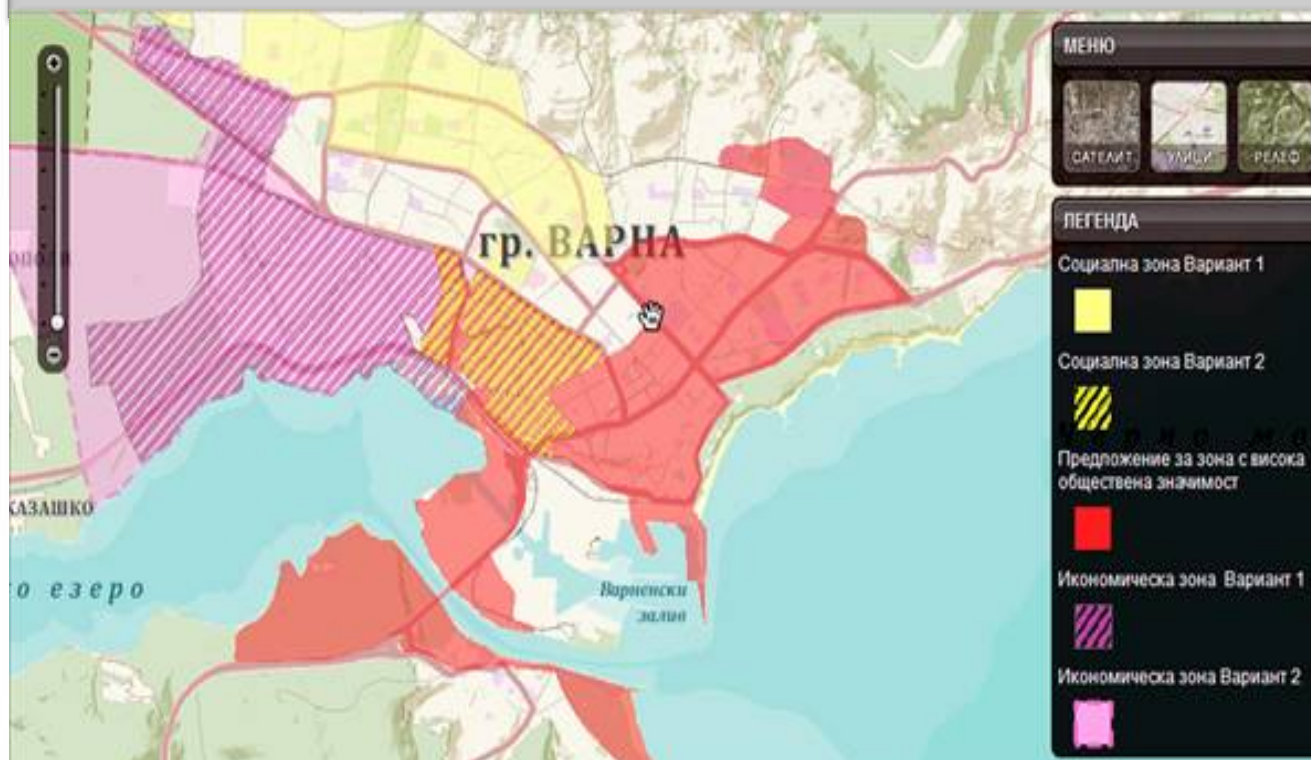 МЕНЮ
САТЕЛИТ
УЛИЦИ
РЕЛЕФ
ЛЕГЕНДА
Социална зона Вариант 1
Социална зона Вариант 2
Предложение за зона с висока
обществена значимост
Икономическа зона Вариант 1
Икономическа зона Вариант 2
гр. ВАРНА
КАЗАШКО
о езеро
Варненски
залив